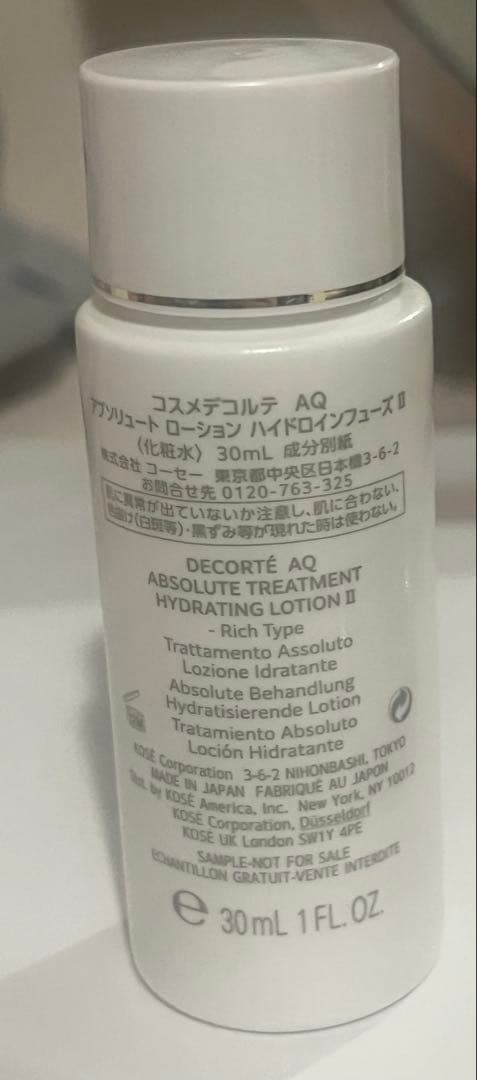 コスメデコルテ AQ
アブソリュート ローション ハイドロインフューズ II
〈化粧水〉 30mL 成分別紙
株式会社 コーセー 東京都中央区日本橋3-6-2
お問合せ先 0120-763-325
肌に異常が出ていないか注意し、肌に合わない、
色抜け(白斑等)・黒ずみ等が現れた時は使わない。
DECORTÉ AQ
ABSOLUTE TREATMENT
HYDRATING LOTION II
- Rich Type
Trattamento Assoluto
Lozione Idratante
Absolute Behandlung
Hydratisierende Lotion
Tratamiento Absoluto
Loción Hidratante
KOSÉ Corporation 3-6-2 NIHONBASHI, TOKYO
MADE IN JAPAN FABRIQUÉ AU JAPON
Dist. by KOSÉ America, Inc. New York, NY 10012
KOSÉ Corporation, Düsseldorf
KOSÉ UK London SW1Y 4PE
SAMPLE-NOT FOR SALE
ÉCHANTILLON GRATUIT-VENTE INTERDITE
e 30mL 1 FL. OZ.